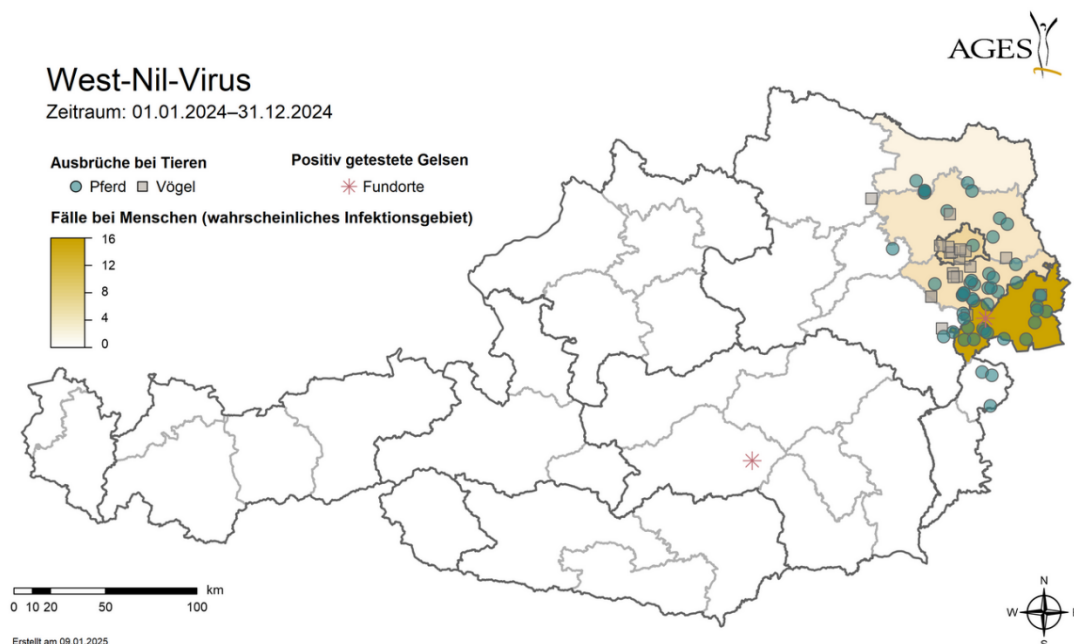 AGES
West-Nil-Virus
Zeitraum: 01.01.2024–31.12.2024
Ausbrüche bei Tieren
Positiv getestete Gelsen
Pferd Vögel
Fundorte
Fälle bei Menschen (wahrscheinliches Infektionsgebiet)
16
12
8
4
0
km
0 10 20 50 100
N
W
S
Erstellt am 09.01.2025